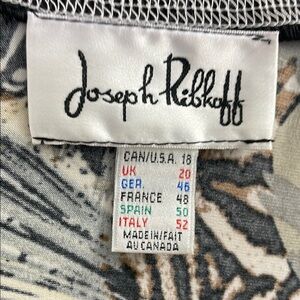 Joseph Ribkoff
CAN/U.S.A. 18
UK 20
GER. 46
FRANCE 48
SPAIN 50
ITALY 52
MADE IN/FAIT
AU CANADA